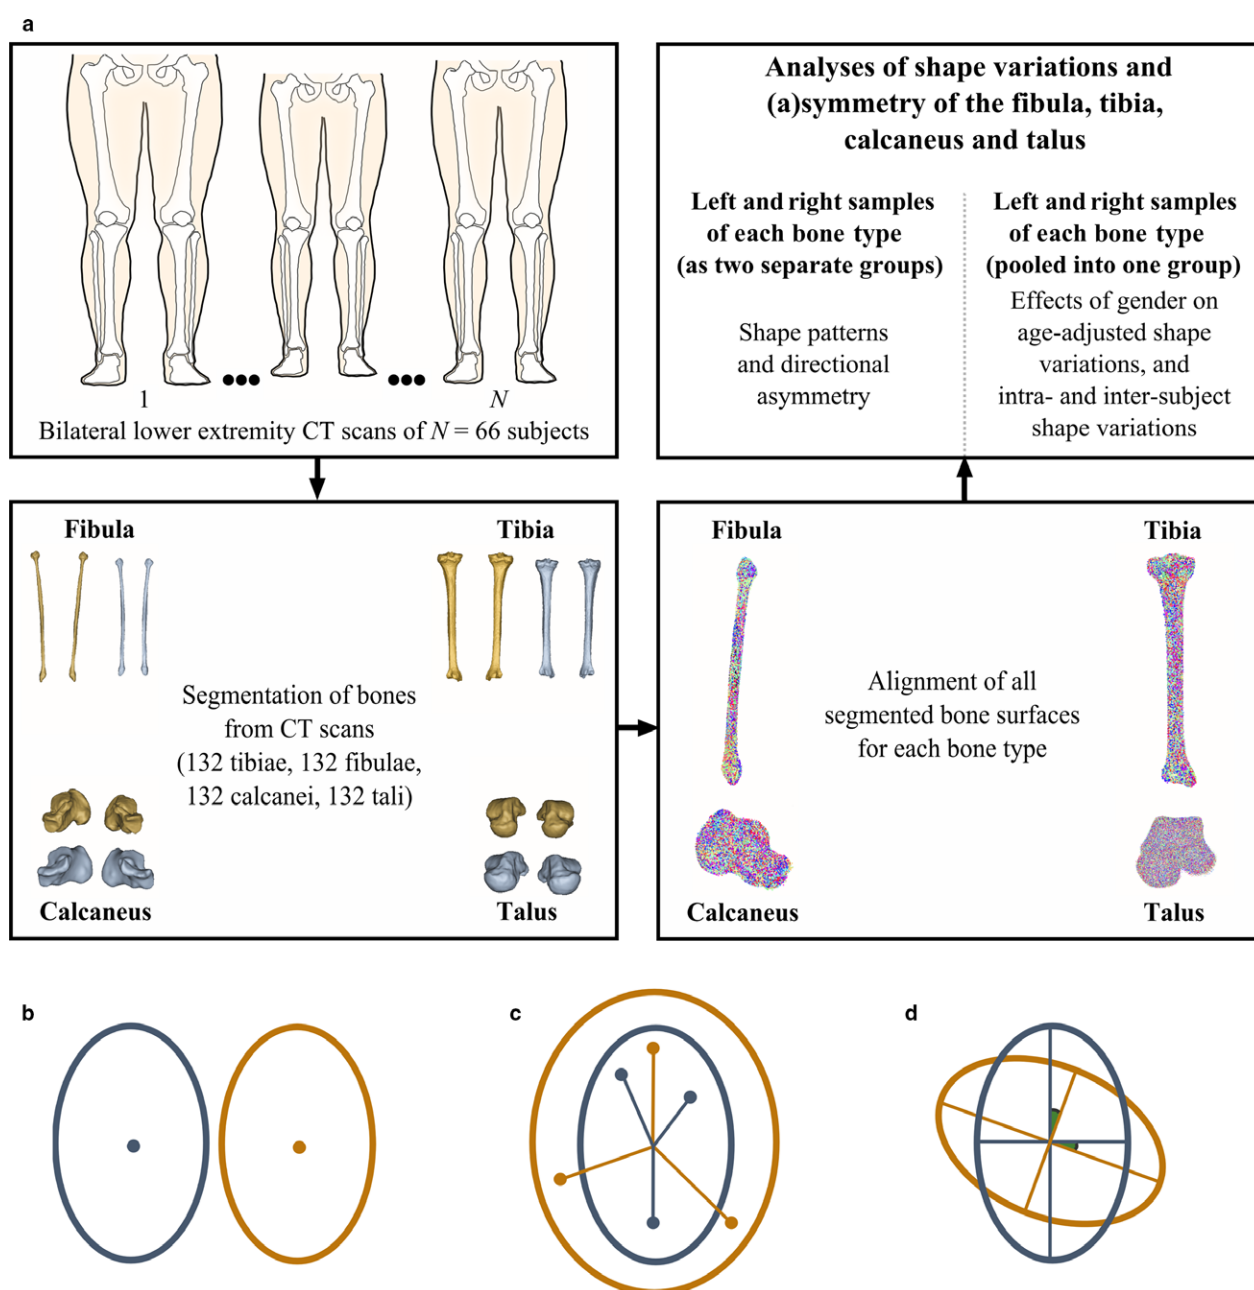 a
1
N
Bilateral lower extremity CT scans of N = 66 subjects
Analyses of shape variations and
(a)symmetry of the fibula, tibia,
calcaneus and talus
Left and right samples
of each bone type
(as two separate groups)
Shape patterns
and directional
asymmetry
Left and right samples
of each bone type
(pooled into one group)
Effects of gender on
age-adjusted shape
variations, and
intra- and inter-subject
shape variations
Fibula
Tibia
Segmentation of bones
from CT scans
(132 tibiae, 132 fibulae,
132 calcanei, 132 tali)
Calcaneus
Talus
Fibula
Tibia
Alignment of all
segmented bone surfaces
for each bone type
Calcaneus
Talus
b
c
d